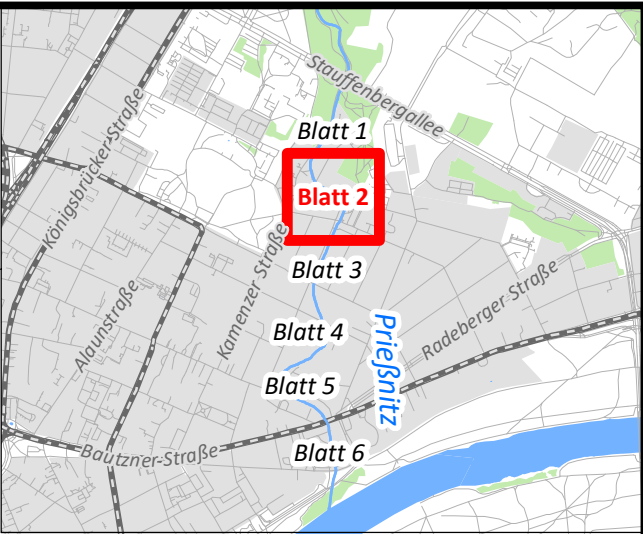 Stauffenbergallee
Blatt 1
Königsbrücker-Straße
Blatt 2
Kamenzer Straße
Blatt 3
Radeberger-Straße
Alaunstraße
Blatt 4
Prießnitz
Blatt 5
Bautzner-Straße
Blatt 6